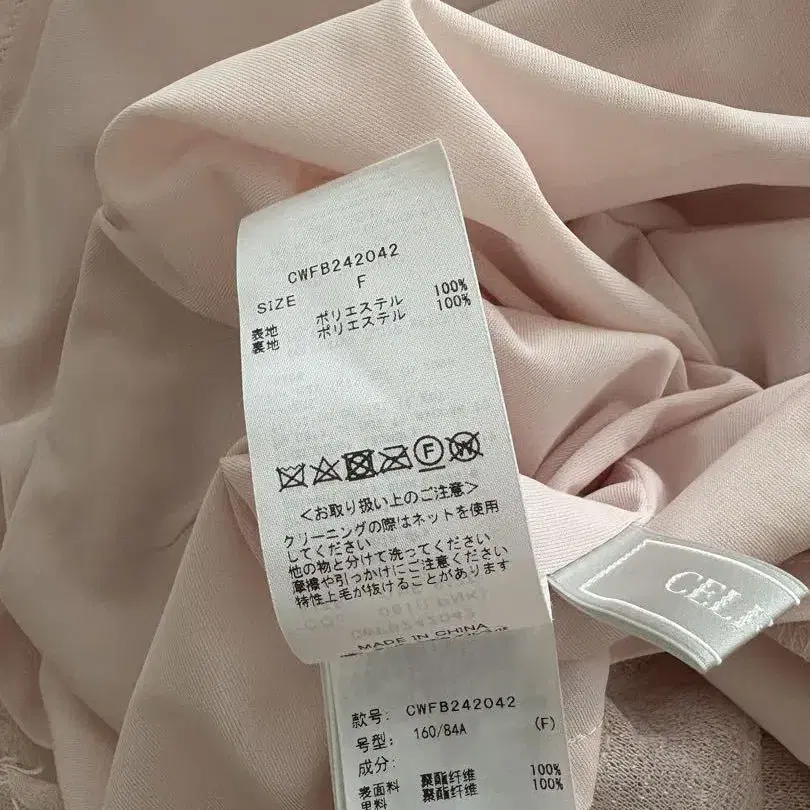 CWFB242042
SIZE F
表地 ポリエステル 100%
裏地 ポリエステル 100%
F
W
<お取り扱い上のご注意>
クリーニングの際はネットを使用
してください
他の物と分けて洗ってください
摩擦や引っかけにご注意ください
特性上毛が抜けることがあります
MADE IN CHINA
款号: CWFB242042
号型: 160/84A (F)
成分:
表面料 聚酯纤维 100%
里料 聚酯纤维 100%
CEL